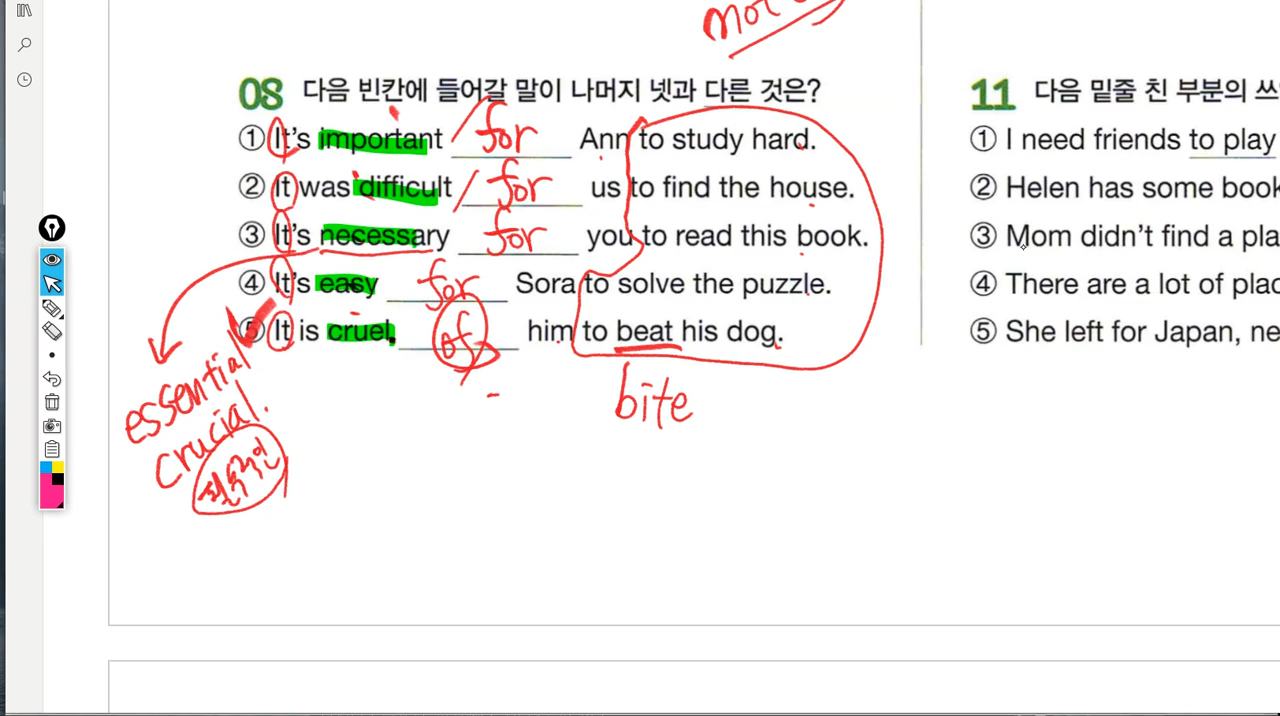 not
08 다음 빈칸에 들어갈 말이 나머지 넷과 다른 것은?
① It's important / for Ann to study hard.
② It was difficult / for us to find the house.
③ It's necessary for you to read this book.
④ It's easy for Sora to solve the puzzle.
⑤ It is cruel of him to beat his dog.
bite
essential
crucial.
필수적인
11 다음 밑줄 친 부분의 쓰
① I need friends to play
② Helen has some book
③ Mom didn't find a pla
④ There are a lot of plac
⑤ She left for Japan, ne